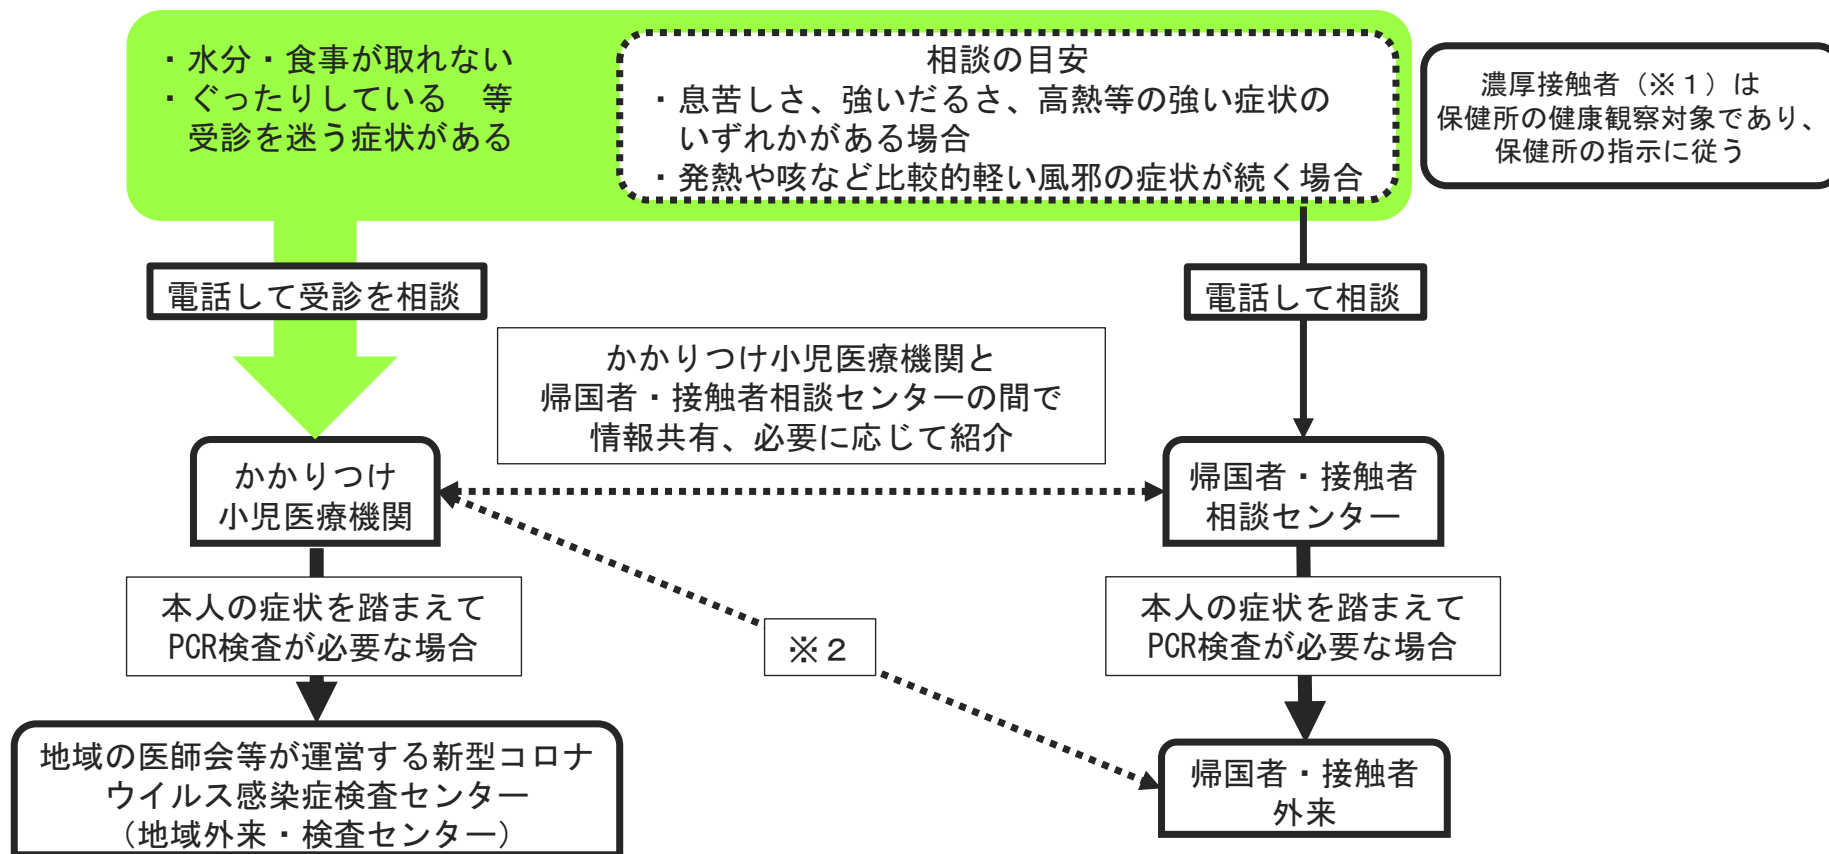 ・水分・食事が取れない
・ぐったりしている　等
受診を迷う症状がある
相談の目安
・息苦しさ、強いだるさ、高熱等の強い症状の
いずれかがある場合
・発熱や咳など比較的軽い風邪の症状が続く場合
濃厚接触者（※１）は
保健所の健康観察対象であり、
保健所の指示に従う
電話して受診を相談
電話して相談
かかりつけ小児医療機関と
帰国者・接触者相談センターの間で
情報共有、必要に応じて紹介
かかりつけ
小児医療機関
帰国者・接触者
相談センター
本人の症状を踏まえて
PCR検査が必要な場合
※２
本人の症状を踏まえて
PCR検査が必要な場合
地域の医師会等が運営する新型コロナ
ウイルス感染症検査センター
（地域外来・検査センター）
帰国者・接触者
外来